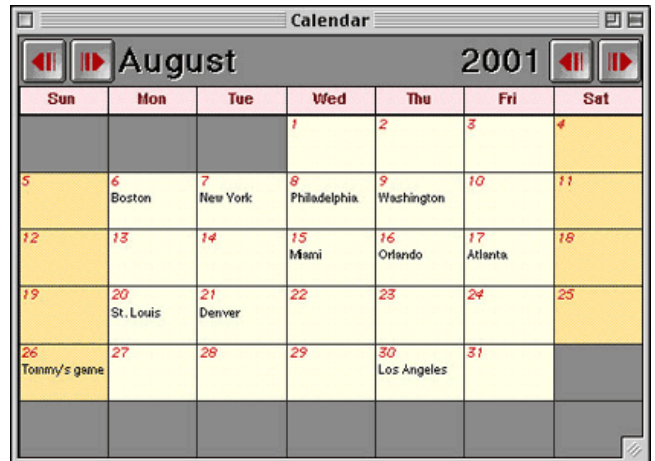 Calendar
August 2001
Sun Mon Tue Wed Thu Fri Sat
1 2 3 4
5 6 7 8 9 10 11
Boston New York Philadelphia Washington
12 13 14 15 16 17 18
Miami Orlando Atlanta
19 20 21 22 23 24 25
St. Louis Denver
26 27 28 29 30 31
Tommy's game Los Angeles